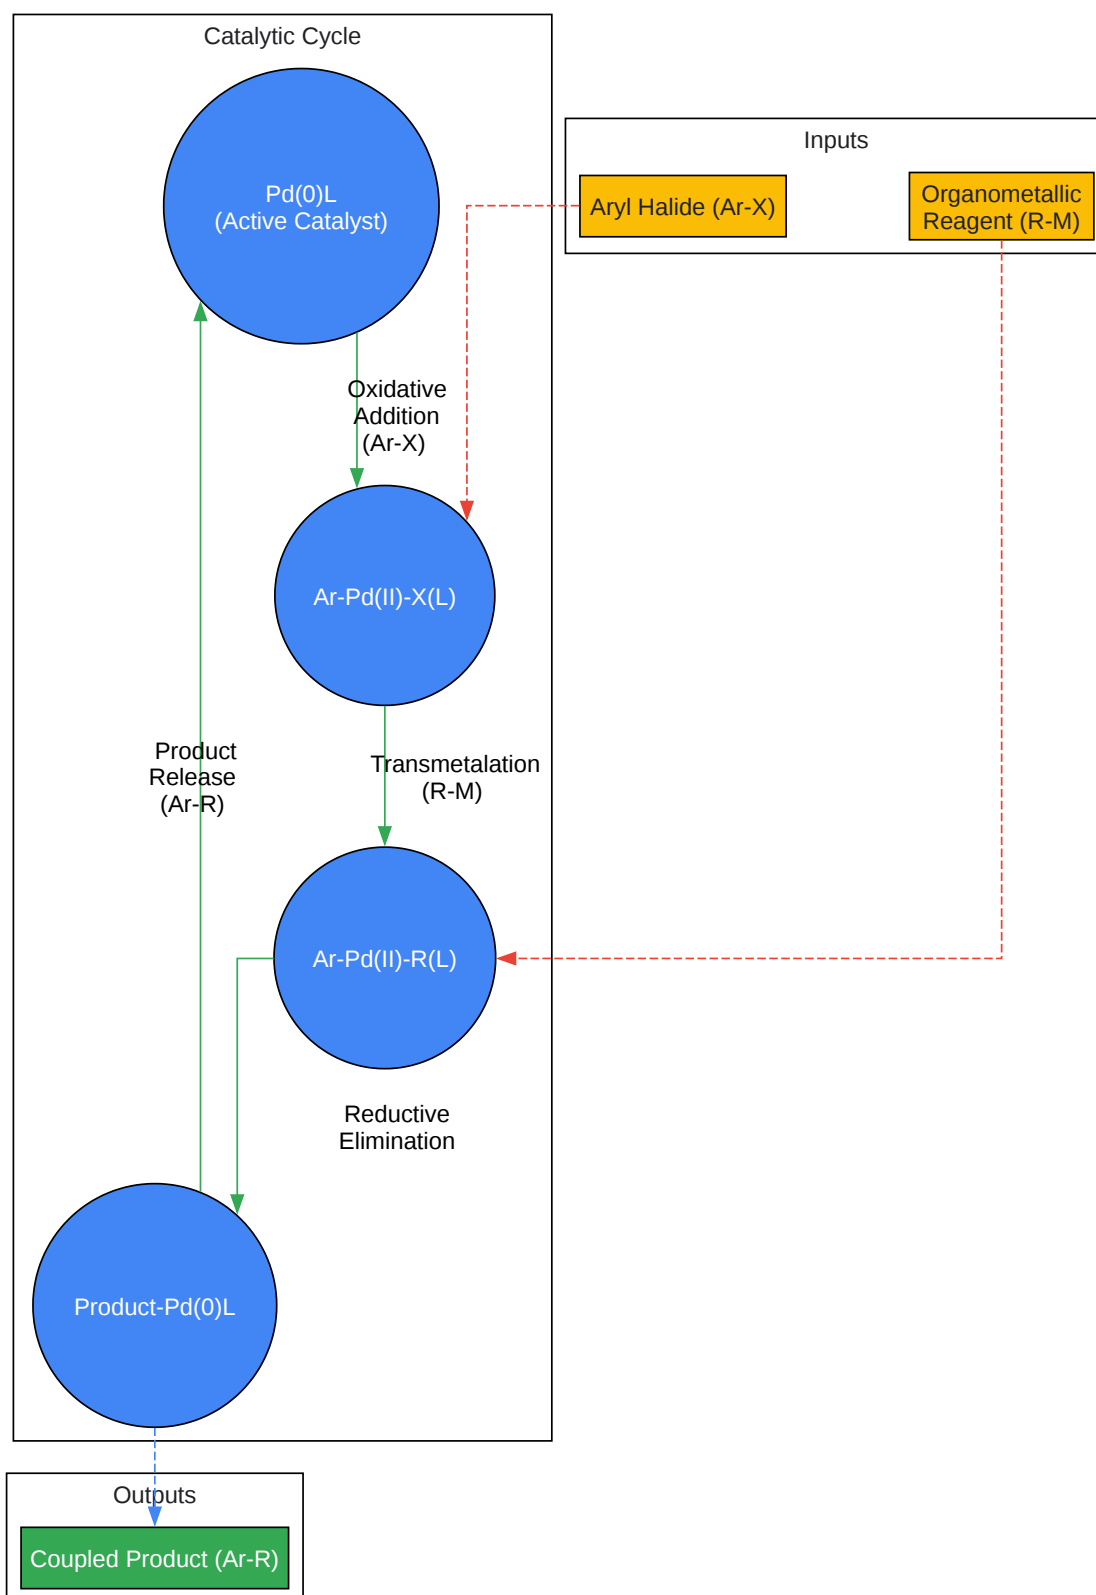 Catalytic Cycle
Pd(0)L
(Active Catalyst)
Inputs
Aryl Halide (Ar-X)
Organometallic
Reagent (R-M)
Oxidative
Addition
(Ar-X)
Ar-Pd(II)-X(L)
Product
Release
(Ar-R)
Transmetalation
(R-M)
Ar-Pd(II)-R(L)
Reductive
Elimination
Product-Pd(0)L
Outputs
Coupled Product (Ar-R)